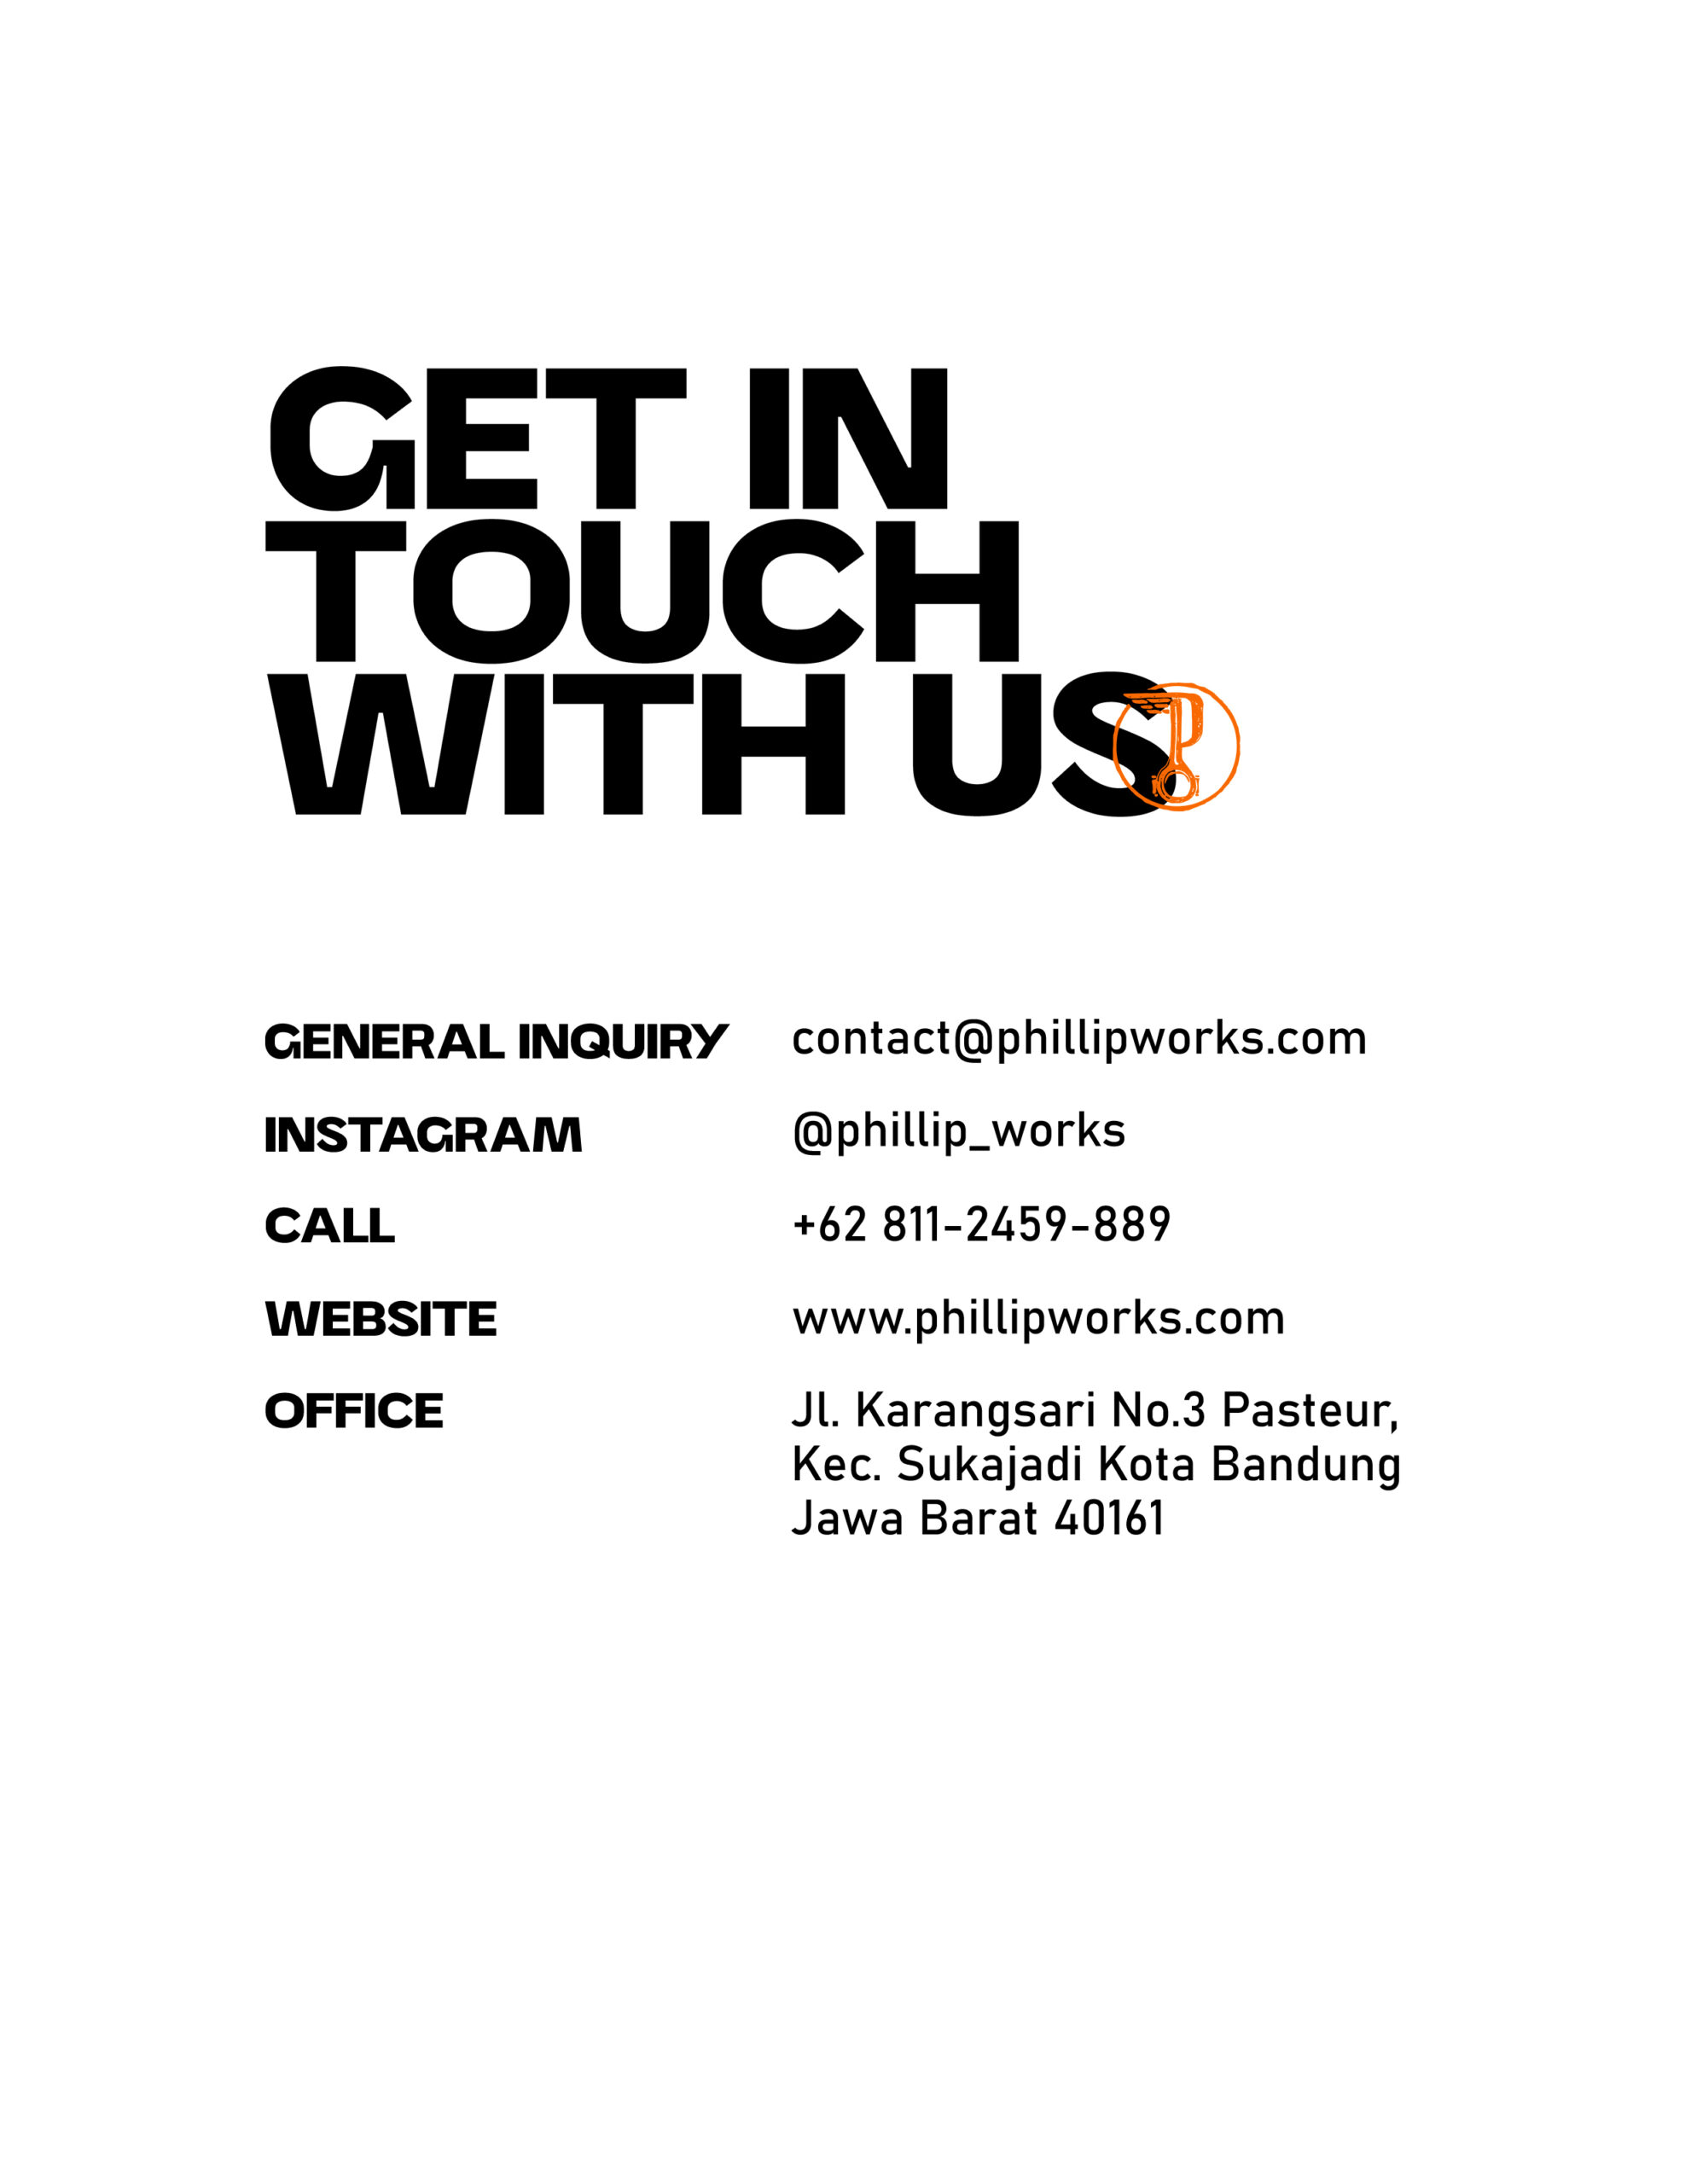 GET IN
TOUCH
WITH US
GENERAL INQUIRY contact@phillipworks.com
INSTAGRAM @phillip_works
CALL +62 811-2459-889
WEBSITE www.phillipworks.com
OFFICE Jl. Karangsari No.3 Pasteur,
Kec. Sukajadi Kota Bandung
Jawa Barat 40161